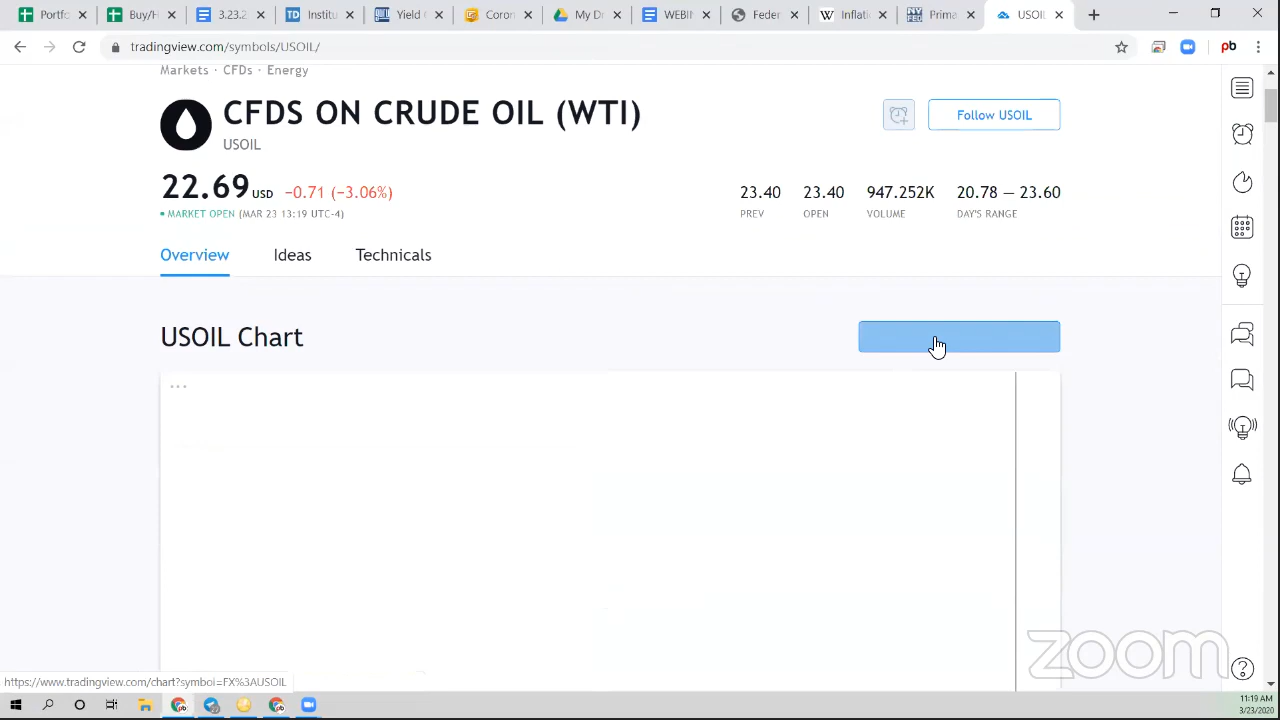 Portfo
Buy/H
3.23.2
Institu
Yield C
Coron
My Dr
WEBIN
Feder
Inflati
Prima
USOIL
tradingview.com/symbols/USOIL/
pb
Markets · CFDs · Energy
CFDS ON CRUDE OIL (WTI)
USOIL
Follow USOIL
22.69 USD −0.71 (−3.06%)
MARKET OPEN (MAR 23 13:19 UTC-4)
23.40 23.40 947.252K 20.78 — 23.60
PREV OPEN VOLUME DAY'S RANGE
Overview Ideas Technicals
USOIL Chart
zoom
https://www.tradingview.com/chart?symbol=FX%3AUSOIL
11:19 AM
3/23/2020